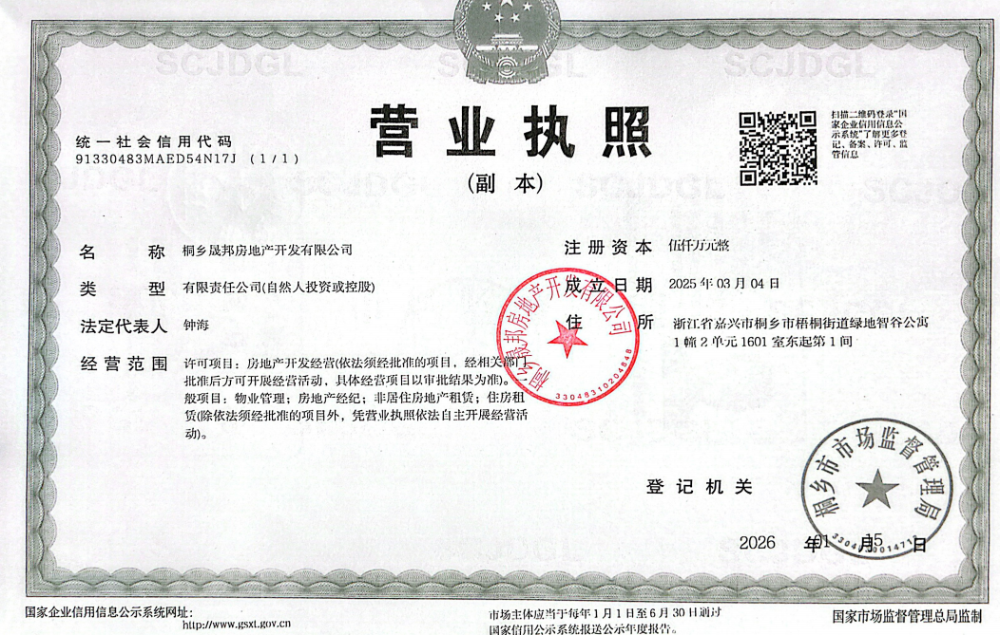 SCJDGL SCJDGL SCJDGL
营业执照
(副 本)
统一社会信用代码
91330483MAED54N17J (1/1)
扫描二维码登录“国
家企业信用信息公
示系统”了解更多登
记、备案、许可、监
管信息
名 称 桐乡晟邦房地产开发有限公司
类 型 有限责任公司(自然人投资或控股)
法定代表人 钟海
经营范围 许可项目:房地产开发经营(依法须经批准的项目,经相关部门
批准后方可开展经营活动,具体经营项目以审批结果为准)。一
般项目:物业管理;房地产经纪;非居住房地产租赁;住房租
赁(除依法须经批准的项目外,凭营业执照依法自主开展经营活
动)。
注册资本 伍仟万元整
成立日期 2025年03月04日
住 所 浙江省嘉兴市桐乡市梧桐街道绿地智谷公寓
1幢2单元1601室东起第1间
桐乡晟邦房地产开发有限公司
33048310204848
登记机关
桐乡市市场监督管理局
2026 年 01 月 15 日
国家企业信用信息公示系统网址:
http://www.gsxt.gov.cn
市场主体应当于每年1月1日至6月30日通过
国家信用公示系统报送公示年度报告。
国家市场监督管理总局监制